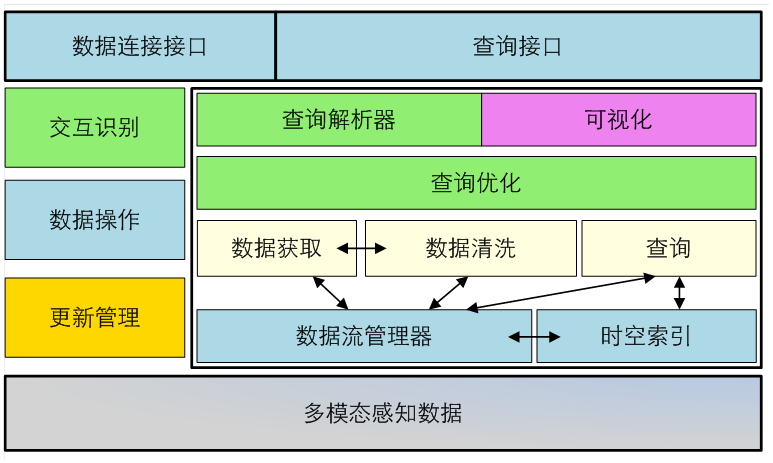 数据连接接口
查询接口
交互识别
查询解析器
可视化
查询优化
数据操作
数据获取
数据清洗
查询
更新管理
数据流管理器
时空索引
多模态感知数据